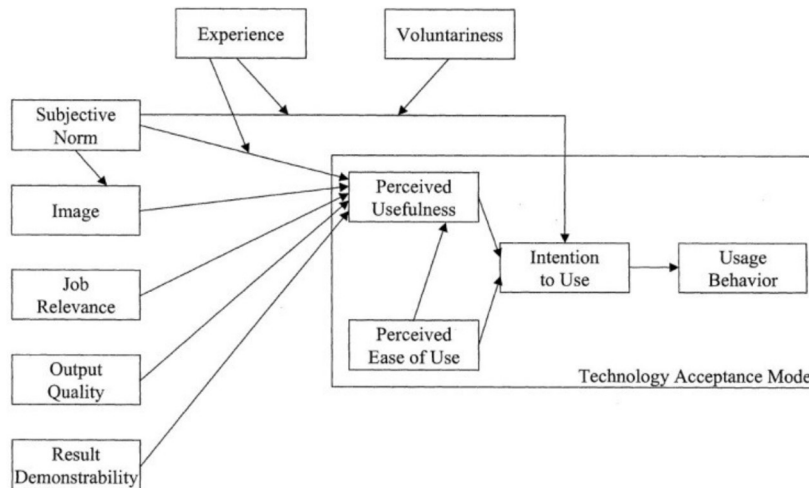 Experience
Voluntariness
Subjective
Norm
Image
Job
Relevance
Output
Quality
Result
Demonstrability
Perceived
Usefulness
Perceived
Ease of Use
Intention
to Use
Usage
Behavior
Technology Acceptance Mode